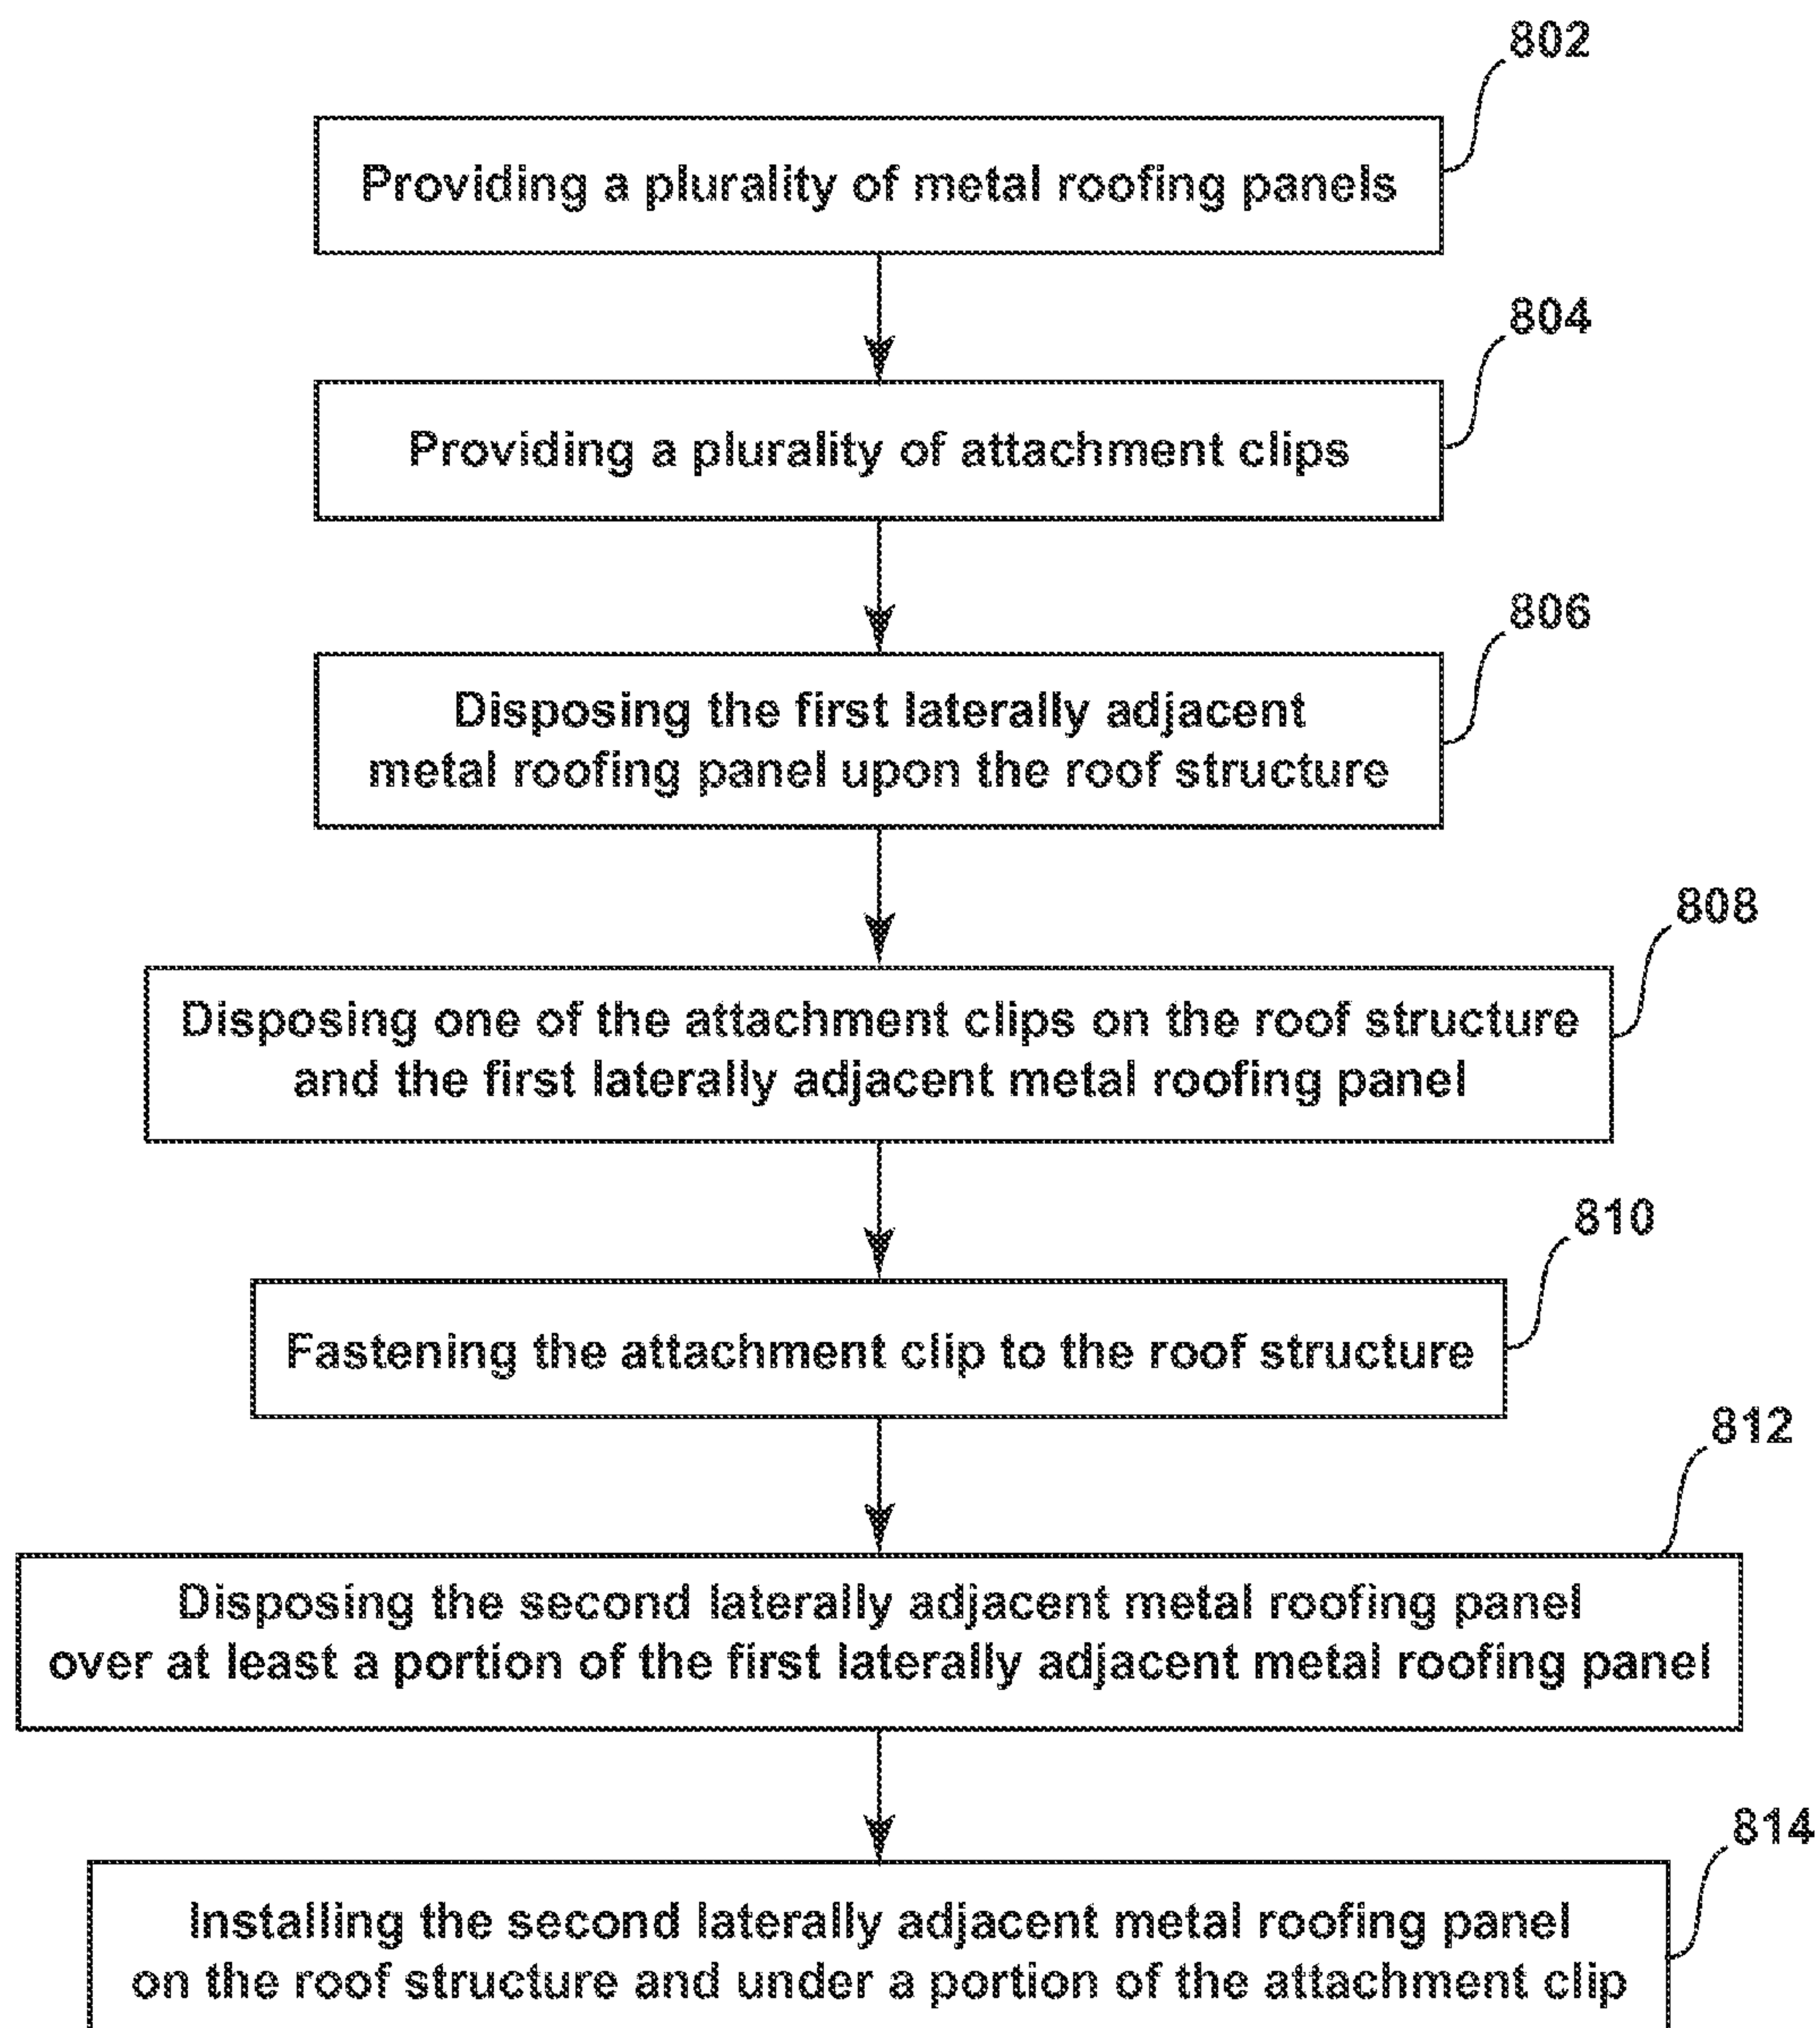 802
Providing a plurality of metal roofing panels
804
Providing a plurality of attachment clips
806
Disposing the first laterally adjacent
metal roofing panel upon the roof structure
808
Disposing one of the attachment clips on the roof structure
and the first laterally adjacent metal roofing panel
810
Fastening the attachment clip to the roof structure
812
Disposing the second laterally adjacent metal roofing panel
over at least a portion of the first laterally adjacent metal roofing panel
814
Installing the second laterally adjacent metal roofing panel
on the roof structure and under a portion of the attachment clip